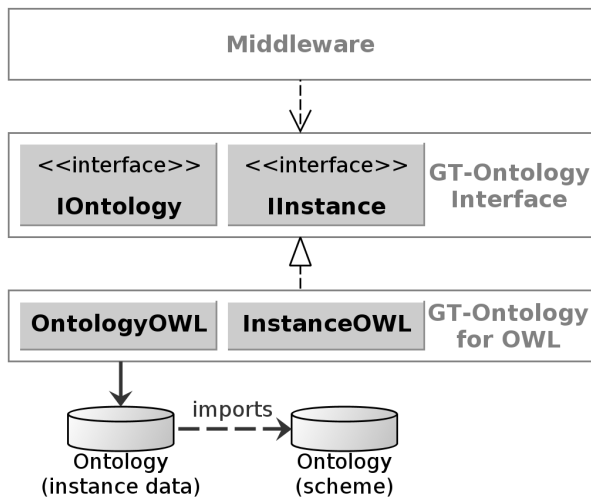 Middleware
<<interface>>
IOntology
<<interface>>
IInstance
GT-Ontology
Interface
OntologyOWL
InstanceOWL
GT-Ontology
for OWL
imports
Ontology
(instance data)
Ontology
(scheme)